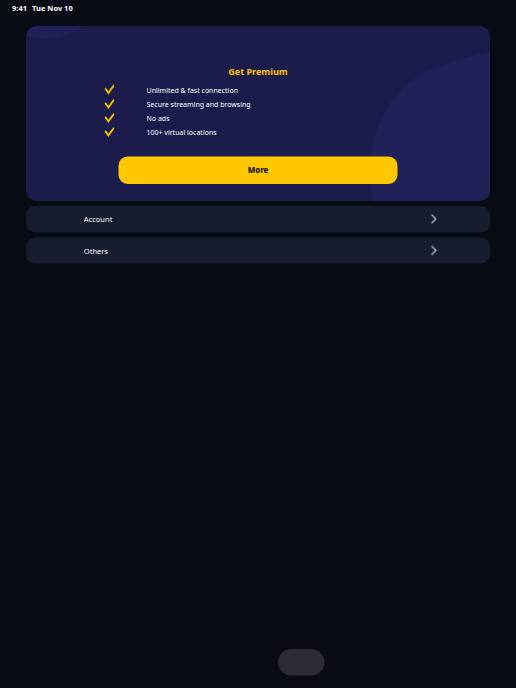 9:41 Tue Nov 10
Get Premium
Unlimited & fast connection
Secure streaming and browsing
No ads
100+ virtual locations
More
Account
Others